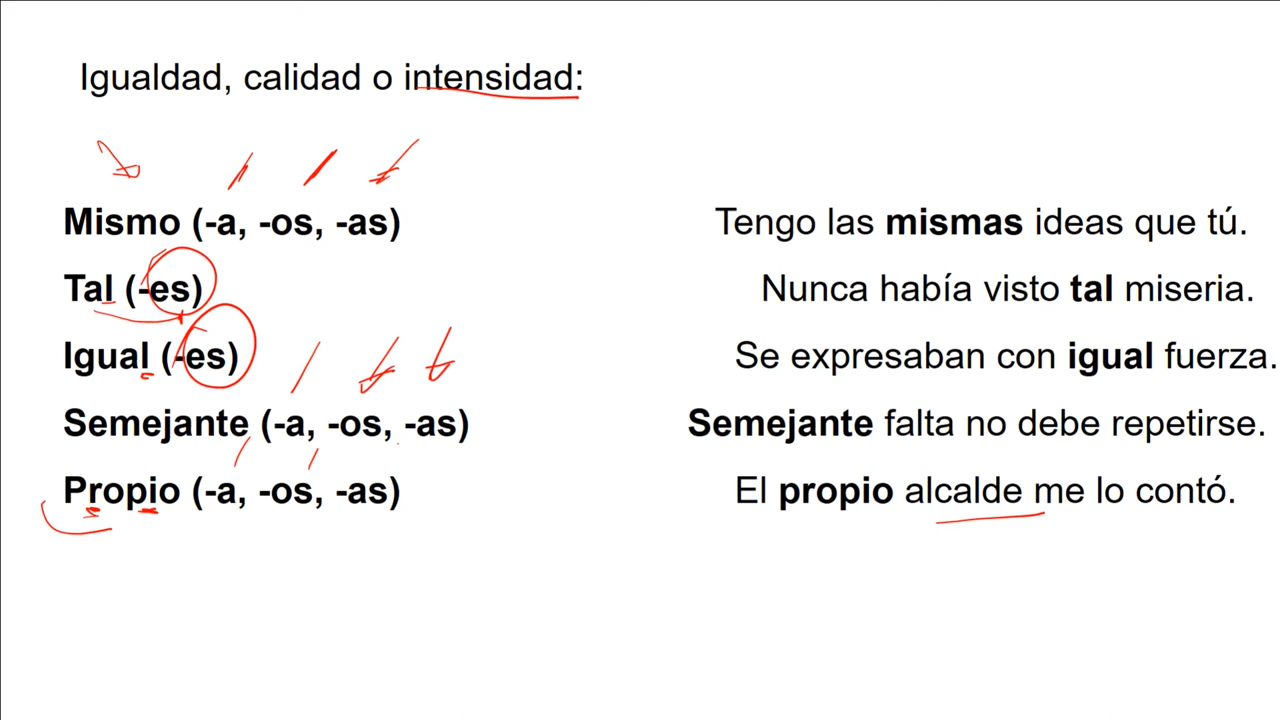 Igualdad, calidad o intensidad:
Mismo (-a, -os, -as)
Tengo las mismas ideas que tú.
Tal (-es)
Nunca había visto tal miseria.
Igual (-es)
Se expresaban con igual fuerza.
Semejante (-a, -os, -as)
Semejante falta no debe repetirse.
Propio (-a, -os, -as)
El propio alcalde me lo contó.